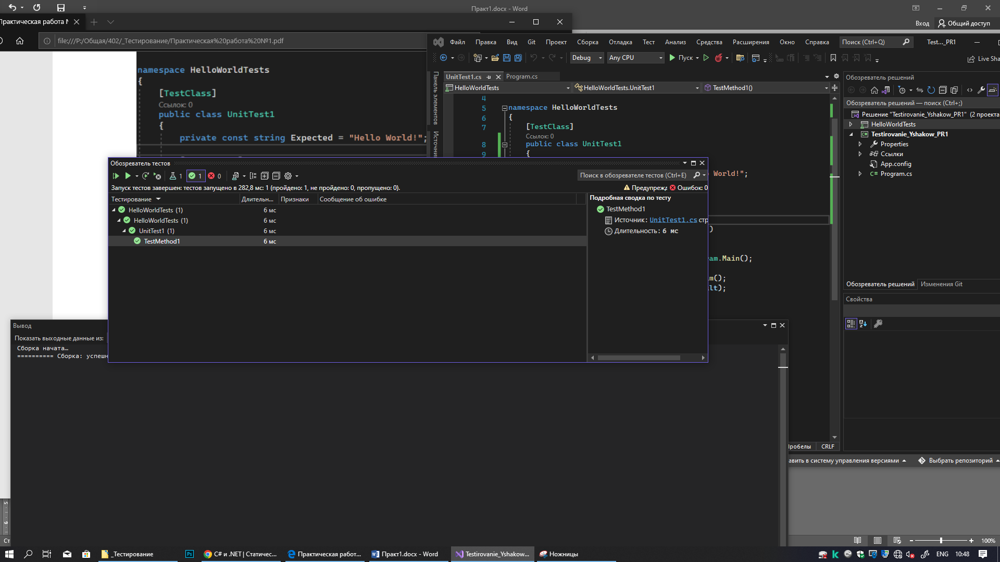 Практ1.docx - Word
Вход
Общий доступ
Практическая работа №
file:///P:/Общая/402/_Тестирование/Практическая%20работа%20№1.pdf
namespace HelloWorldTests
{
[TestClass]
Ссылок: 0
public class UnitTest1
{
private const string Expected = "Hello World!";
Файл Правка Вид Git Проект Сборка Отладка Тест Анализ Средства Расширения Окно Справка
Поиск (Ctrl+Q)
Test..._PR1
Debug
Any CPU
Пуск
Live Sha
Панель элементов
UnitTest1.cs
Program.cs
HelloWorldTests
HelloWorldTests.UnitTest1
TestMethod1()
4
5 namespace HelloWorldTests
6 {
7 [TestClass]
Ссылок: 0
8 public class UnitTest1
9 {
World!";
)
am.Main();
m();
lt);
Обозреватель решений
Обозреватель решений — поиск (Ctrl+;)
Решение "Testirovanie_Yshakow_PR1" (2 проекта
HelloWorldTests
Testirovanie_Yshakow_PR1
Properties
Ссылки
App.config
Program.cs
Обозреватель решений
Изменения Git
Свойства
Обозреватель тестов
1
1
0
Поиск в обозревателе тестов (Ctrl+E)
Запуск тестов завершен: тестов запущено в 282,8 мс: 1 (пройдено: 1, не пройдено: 0, пропущено: 0).
Предупрежд
Ошибок: 0
Тестирование
Длительн...
Признаки
Сообщение об ошибке
HelloWorldTests (1) 6 мс
HelloWorldTests (1) 6 мс
UnitTest1 (1) 6 мс
TestMethod1 6 мс
Подробная сводка по тесту
TestMethod1
Источник: UnitTest1.cs стр
Длительность: 6 мс
Вывод
Показать выходные данные из:
Сборка начата…
========== Сборка: успешн
Пробелы
CRLF
авить в систему управления версиями
Выбрать репозиторий
100%
_Тестирование
C# и .NET | Статичес...
Практическая работ...
Практ1.docx - Word
Testirovanie_Yshakow...
Ножницы
ENG
10:48